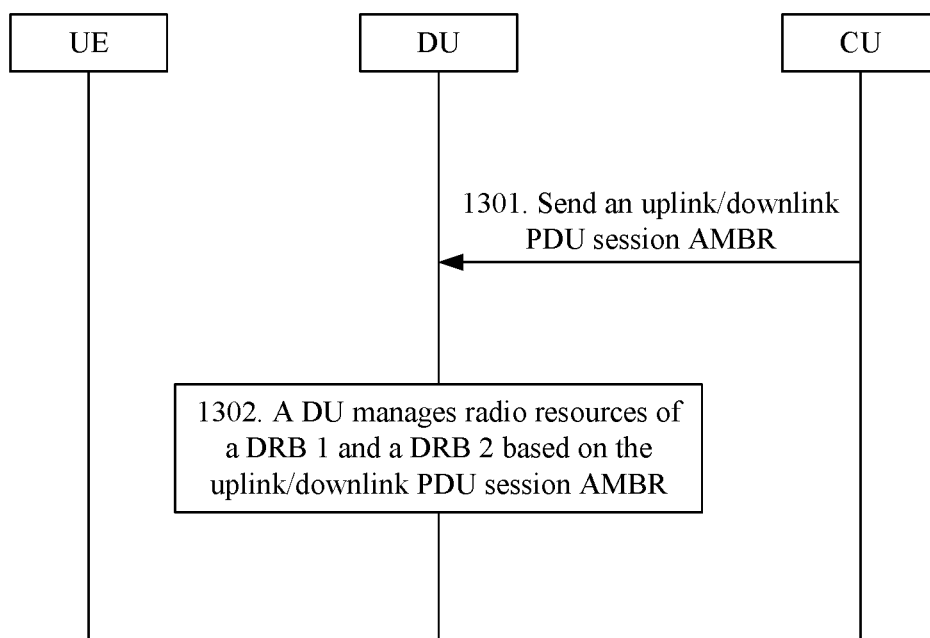 UE
DU
CU
1301. Send an uplink/downlink
PDU session AMBR
1302. A DU manages radio resources of
a DRB 1 and a DRB 2 based on the
uplink/downlink PDU session AMBR